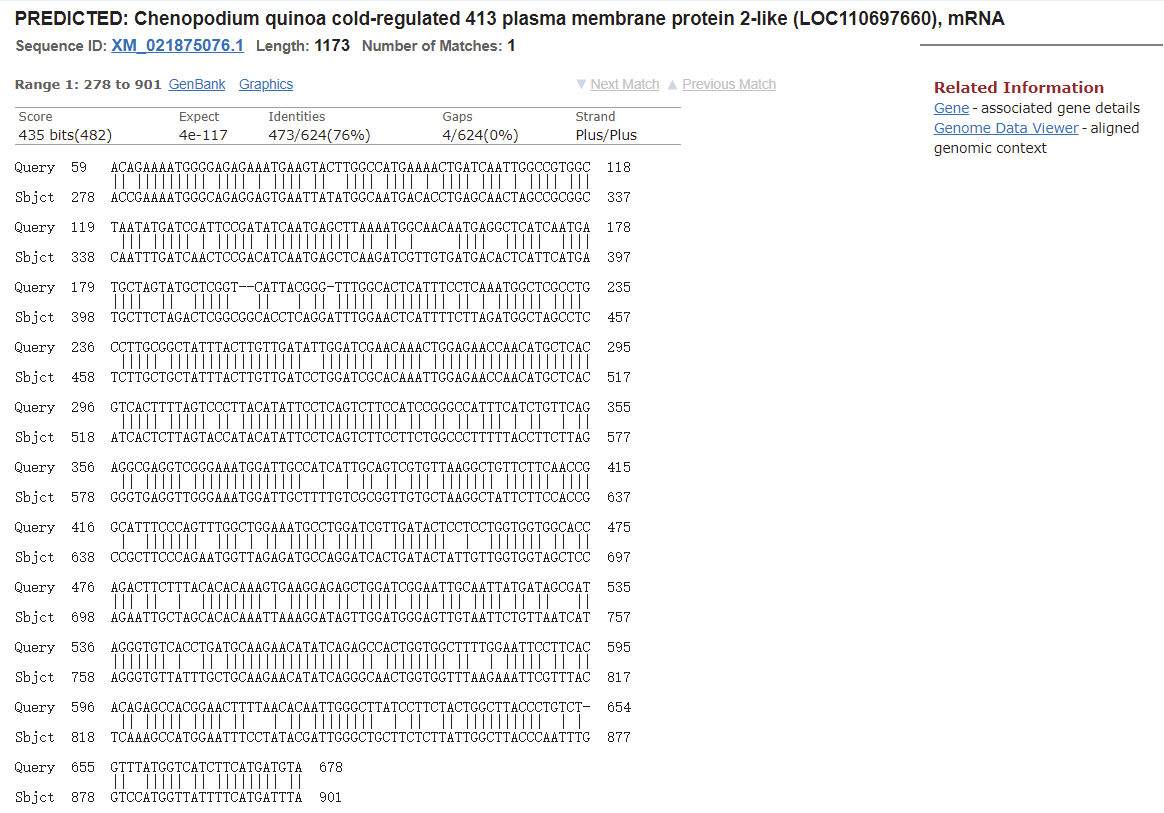 PREDICTED: Chenopodium quinoa cold-regulated 413 plasma membrane protein 2-like (LOC110697660), mRNA
Sequence ID: XM_021875076.1 Length: 1173 Number of Matches: 1
Range 1: 278 to 901 GenBank Graphics ▼ Next Match ▲ Previous Match
Score Expect Identities Gaps Strand
435 bits(482) 4e-117 473/624(76%) 4/624(0%) Plus/Plus
Query 59 ACAGAAAATGGGGAGAGAAATGAAGTACTTGGCCATGAAAACTGATCAATTGGCCGTGGC 118
Sbjct 278 ACCGAAAATGGGCAGAGGAGTGAATTATATGGCAATGACACCTGAGCAACTAGCCGCGGC 337
Query 119 TAATATGATCGATTCCGATATCAATGAGCTTAAAATGGCAACAATGAGGCTCATCAATGA 178
Sbjct 338 CAATTTGATCAACTCCGACATCAATGAGCTCAAGATCGTTGTGATGACACTCATTCATGA 397
Query 179 TGCTAGTATGCTCGGT--CATTACGGG-TTTGGCACTCATTTCCTCAAATGGCTCGCCTG 235
Sbjct 398 TGCTTCTAGACTCGGCGGCACCTCAGGATTTGGAACTCATTTTCTTAGATGGCTAGCCTC 457
Query 236 CCTTGCGGCTATTTACTTGTTGATATTGGATCGAACAAACTGGAGAACCAACATGCTCAC 295
Sbjct 458 TCTTGCTGCTATTTACTTGTTGATCCTGGATCGCACAAATTGGAGAACCAACATGCTCAC 517
Query 296 GTCACTTTTAGTCCCTTACATATTCCTCAGTCTTCCATCCGGGCCATTTCATCTGTTCAG 355
Sbjct 518 ATCACTCTTAGTACCATACATATTCCTCAGTCTTCCTTCTGGCCCTTTTTACCTTCTTAG 577
Query 356 AGGCGAGGTCGGGAAATGGATTGCCATCATTGCAGTCGTGTTAAGGCTGTTCTTCAACCG 415
Sbjct 578 GGGTGAGGTTGGGAAATGGATTGCTTTTGTCGCGGTTGTGCTAAGGCTATTCTTCCACCG 637
Query 416 GCATTTCCCAGTTTGGCTGGAAATGCCTGGATCGTTGATACTCCTCCTGGTGGTGGCACC 475
Sbjct 638 CCGCTTCCCAGAATGGTTAGAGATGCCAGGATCACTGATACTATTGTTGGTGGTAGCTCC 697
Query 476 AGACTTCTTTACACACAAAGTGAAGGAGAGCTGGATCGGAATTGCAATTATGATAGCGAT 535
Sbjct 698 AGAATTGCTAGCACACAAATTAAAGGATAGTTGGATGGGAGTTGTAATTCTGTTAATCAT 757
Query 536 AGGGTGTCACCTGATGCAAGAACATATCAGAGCCACTGGTGGCTTTTGGAATTCCTTCAC 595
Sbjct 758 AGGGTGTTATTTGCTGCAAGAACATATCAGGGCAACTGGTGGTTTAAGAAATTCGTTTAC 817
Query 596 ACAGAGCCACGGAACTTTTAACACAATTGGGCTTATCCTTCTACTGGCTTACCCTGTCT- 654
Sbjct 818 TCAAAGCCATGGAATTTCCTATACGATTGGGCTGCTTCTCTTATTGGCTTACCCAATTTG 877
Query 655 GTTTATGGTCATCTTCATGATGTA 678
Sbjct 878 GTCCATGGTTATTTTCATGATTTA 901
Related Information
Gene - associated gene details
Genome Data Viewer - aligned
genomic context